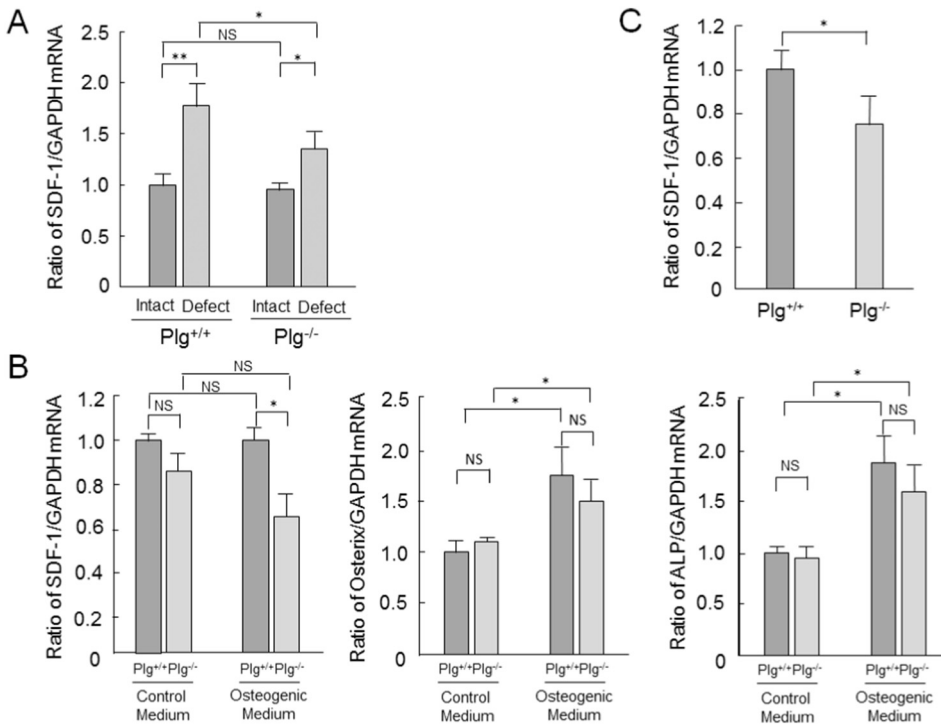 A
Ratio of SDF-1/GAPDH mRNA
2.5
2.0
1.5
1.0
0.5
0
*
NS
**
*
Intact Defect Intact Defect
Plg+/+ Plg-/-
C
Ratio of SDF-1/GAPDH mRNA
1.2
1.0
0.8
0.6
0.4
0.2
0
*
Plg+/+ Plg-/-
B
Ratio of SDF-1/GAPDH mRNA
1.2
1.0
0.8
0.6
0.4
0.2
0
NS
NS
NS
*
Plg+/+Plg-/- Plg+/+Plg-/-
Control Osteogenic
Medium Medium
Ratio of Osterix/GAPDH mRNA
2.5
2.0
1.5
1.0
0.5
0
*
*
NS
NS
Plg+/+Plg-/- Plg+/+Plg-/-
Control Osteogenic
Medium Medium
Ratio of ALP/GAPDH mRNA
2.5
2.0
1.5
1.0
0.5
0
*
*
NS
NS
Plg+/+Plg-/- Plg+/+Plg-/-
Control Osteogenic
Medium Medium